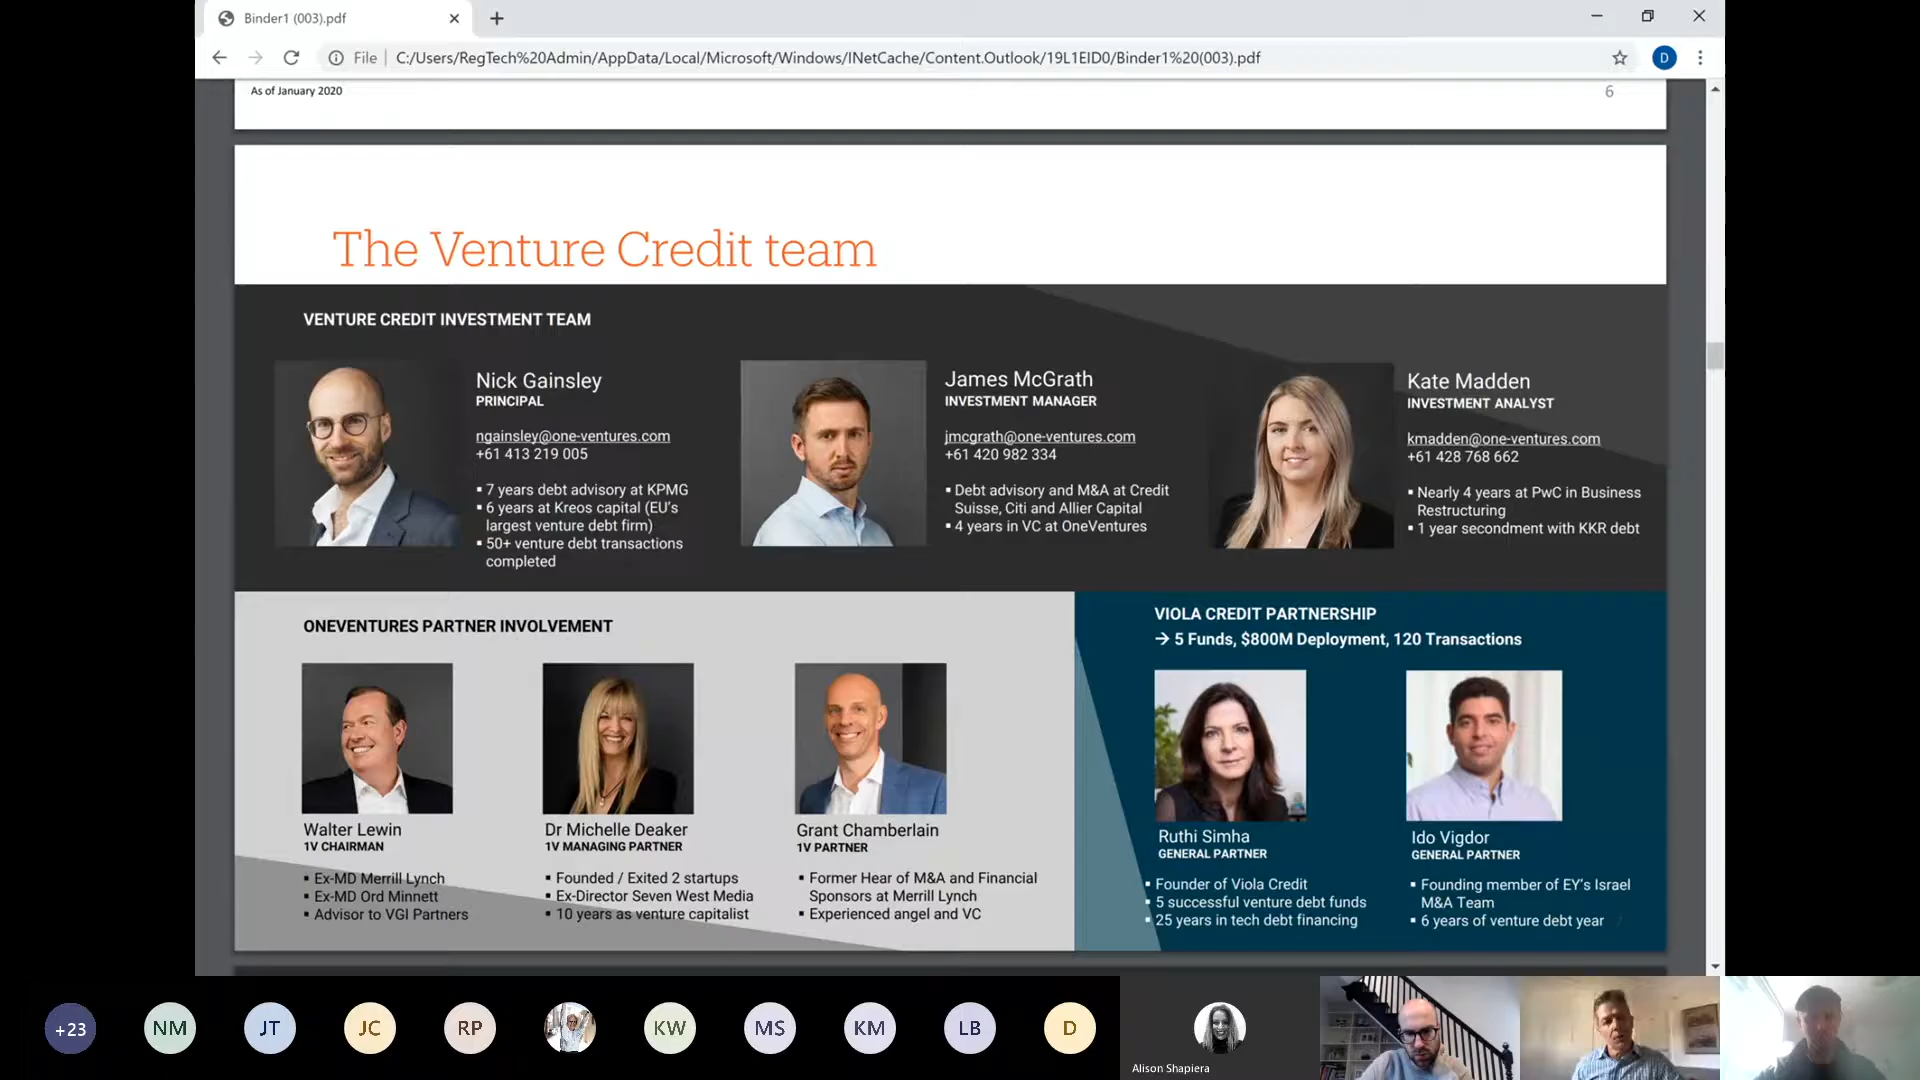 Binder1 (003).pdf
File
C:/Users/RegTech%20Admin/AppData/Local/Microsoft/Windows/INetCache/Content.Outlook/19L1EID0/Binder1%20(003).pdf
D
As of January 2020
6
The Venture Credit team
VENTURE CREDIT INVESTMENT TEAM
Nick Gainsley
PRINCIPAL
ngainsley@one-ventures.com
+61 413 219 005
▪ 7 years debt advisory at KPMG
▪ 6 years at Kreos capital (EU's
largest venture debt firm)
▪ 50+ venture debt transactions
completed
James McGrath
INVESTMENT MANAGER
jmcgrath@one-ventures.com
+61 420 982 334
▪ Debt advisory and M&A at Credit
Suisse, Citi and Allier Capital
▪ 4 years in VC at OneVentures
Kate Madden
INVESTMENT ANALYST
kmadden@one-ventures.com
+61 428 768 662
▪ Nearly 4 years at PwC in Business
Restructuring
▪ 1 year secondment with KKR debt
ONEVENTURES PARTNER INVOLVEMENT
Walter Lewin
1V CHAIRMAN
▪ Ex-MD Merrill Lynch
▪ Ex-MD Ord Minnett
▪ Advisor to VGI Partners
Dr Michelle Deaker
1V MANAGING PARTNER
▪ Founded / Exited 2 startups
▪ Ex-Director Seven West Media
▪ 10 years as venture capitalist
Grant Chamberlain
1V PARTNER
▪ Former Hear of M&A and Financial
Sponsors at Merrill Lynch
▪ Experienced angel and VC
VIOLA CREDIT PARTNERSHIP
→ 5 Funds, $800M Deployment, 120 Transactions
Ruthi Simha
GENERAL PARTNER
▪ Founder of Viola Credit
▪ 5 successful venture debt funds
▪ 25 years in tech debt financing
Ido Vigdor
GENERAL PARTNER
▪ Founding member of EY's Israel
M&A Team
▪ 6 years of venture debt year
+23
NM
JT
JC
RP
KW
MS
KM
LB
D
Alison Shapiera